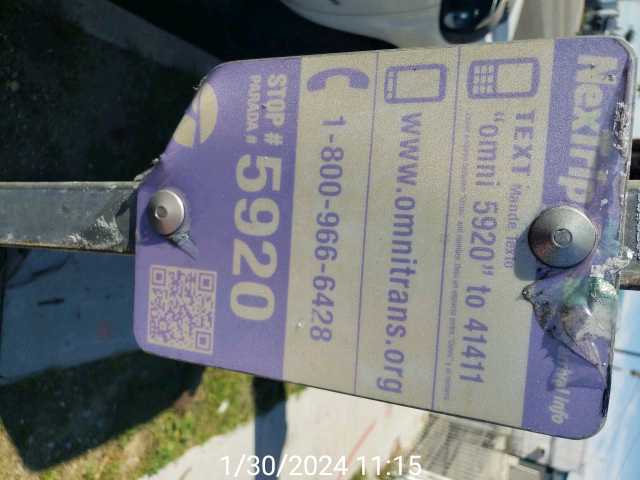 NexTrip
TEXT Mande texto
"omni 5920" to 41411
www.omnitrans.org
1-800-966-6428
STOP # 5920
PARADA #
1/30/2024 11:15